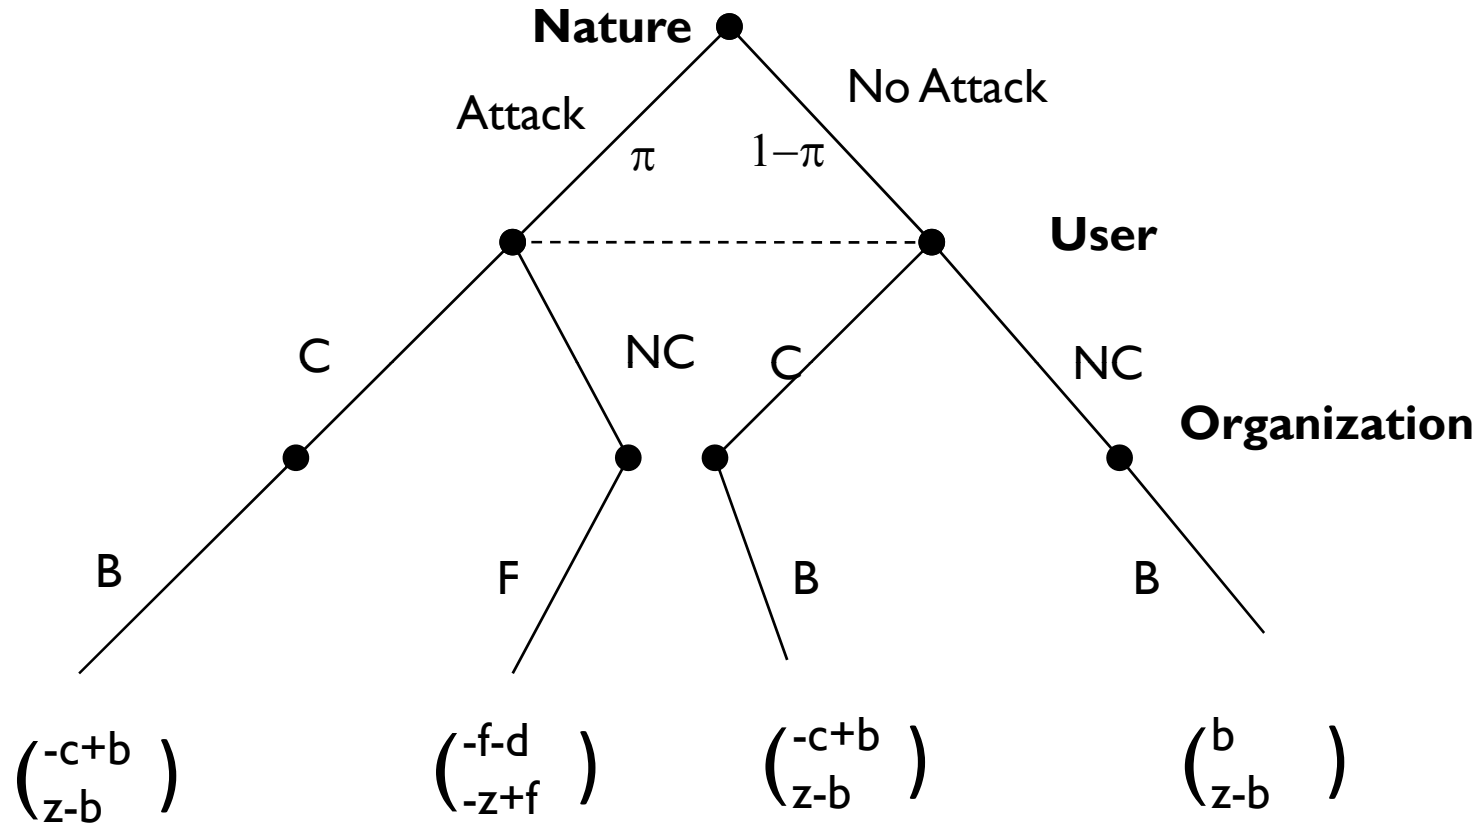 Nature
No Attack
Attack
π
1−π
User
C
NC
C
NC
Organization
B
F
B
B
(-c+b
z-b)
(-f-d
-z+f)
(-c+b
z-b)
(b
z-b)